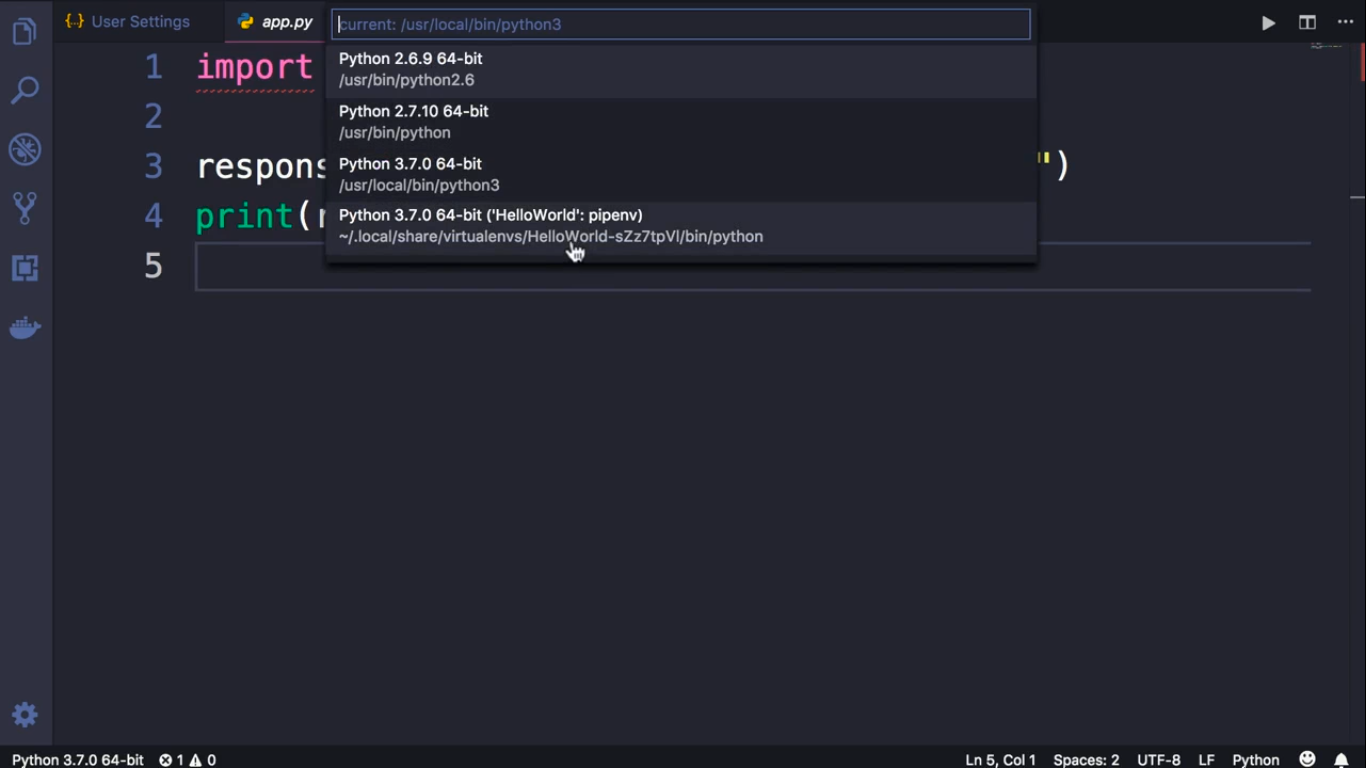 {..} User Settings
app.py
current: /usr/local/bin/python3
Python 2.6.9 64-bit
/usr/bin/python2.6
Python 2.7.10 64-bit
/usr/bin/python
Python 3.7.0 64-bit
/usr/local/bin/python3
Python 3.7.0 64-bit ('HelloWorld': pipenv)
~/.local/share/virtualenvs/HelloWorld-sZz7tpVl/bin/python
1 import
2
3 respons ")
4 print(r
5
Python 3.7.0 64-bit 1 0 Ln 5, Col 1 Spaces: 2 UTF-8 LF Python